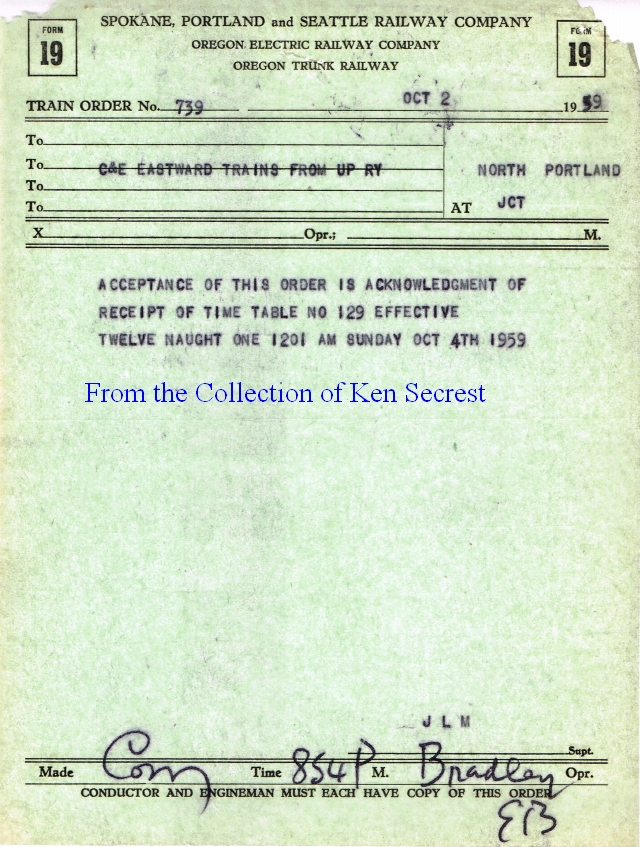 FORM 19
SPOKANE, PORTLAND and SEATTLE RAILWAY COMPANY
OREGON ELECTRIC RAILWAY COMPANY
OREGON TRUNK RAILWAY
FORM 19
TRAIN ORDER No. 739 OCT 2 1959
To
To C&E EASTWARD TRAINS FROM UP RY
To
To
AT NORTH PORTLAND
JCT
X Opr.; M.
ACCEPTANCE OF THIS ORDER IS ACKNOWLEDGMENT OF
RECEIPT OF TIME TABLE NO 129 EFFECTIVE
TWELVE NAUGHT ONE 1201 AM SUNDAY OCT 4TH 1959
From the Collection of Ken Secrest
J L M
Supt.
Made Com Time 854P M. Bradley Opr.
CONDUCTOR AND ENGINEMAN MUST EACH HAVE COPY OF THIS ORDER